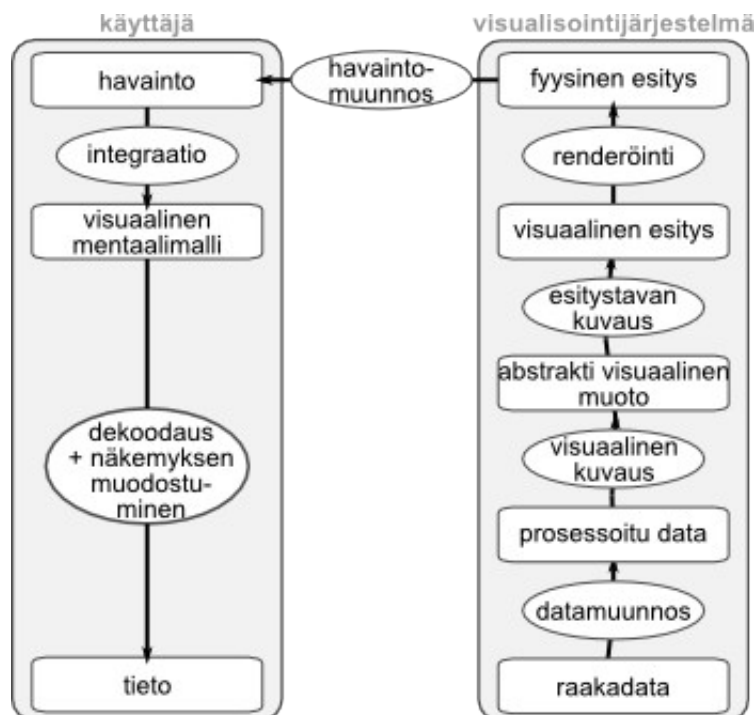 käyttäjä
havainto
integraatio
visuaalinen
mentaalimalli
dekoodaus
+ näkemyksen
muodostu-
minen
tieto
havainto-
muunnos
visualisointijärjestelmä
fyysinen esitys
renderöinti
visuaalinen esitys
esitystavan
kuvaus
abstrakti visuaalinen
muoto
visuaalinen
kuvaus
prosessoitu data
datamuunnos
raakadata